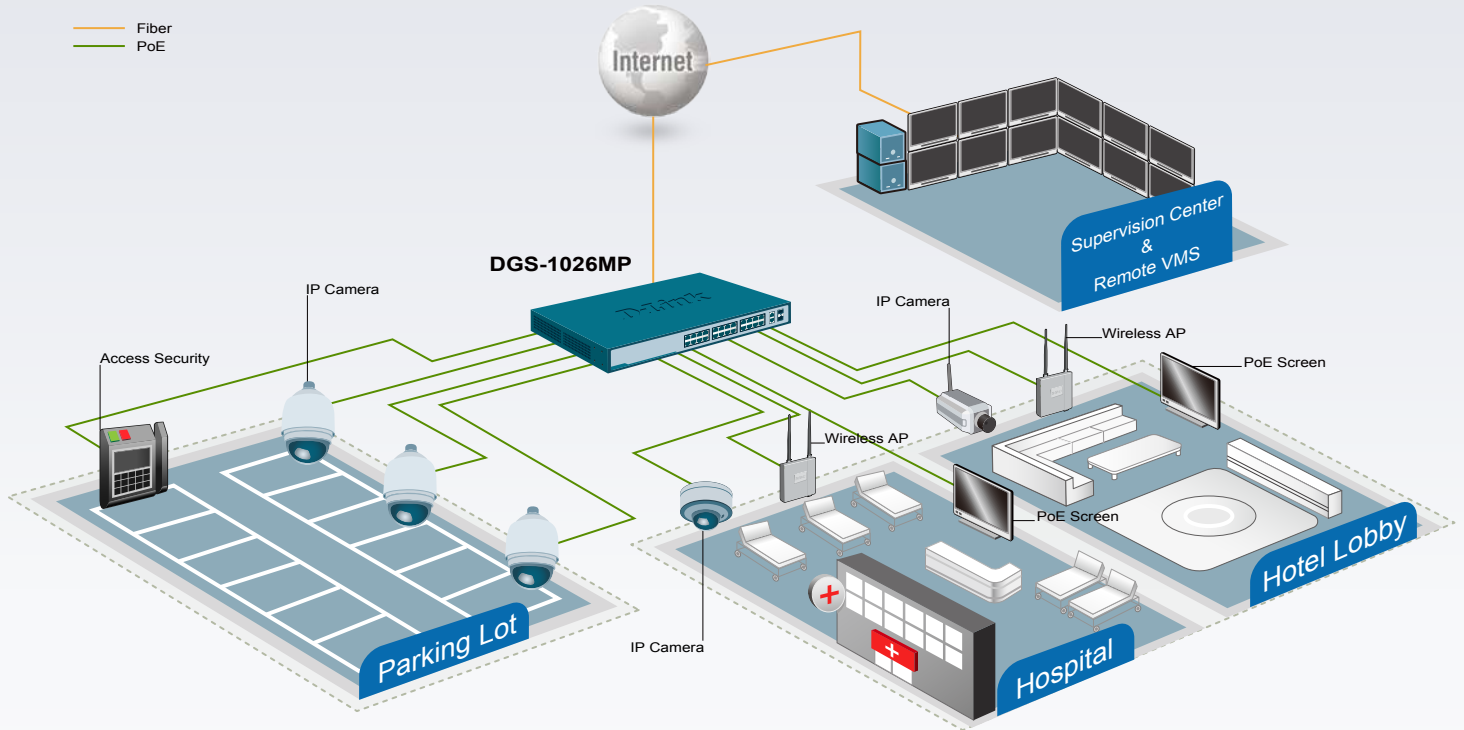 Fiber
PoE
Internet
Supervision Center
&
Remote VMS
DGS-1026MP
D-Link
IP Camera
Access Security
IP Camera
Wireless AP
PoE Screen
Wireless AP
PoE Screen
IP Camera
Parking Lot
Hospital
Hotel Lobby